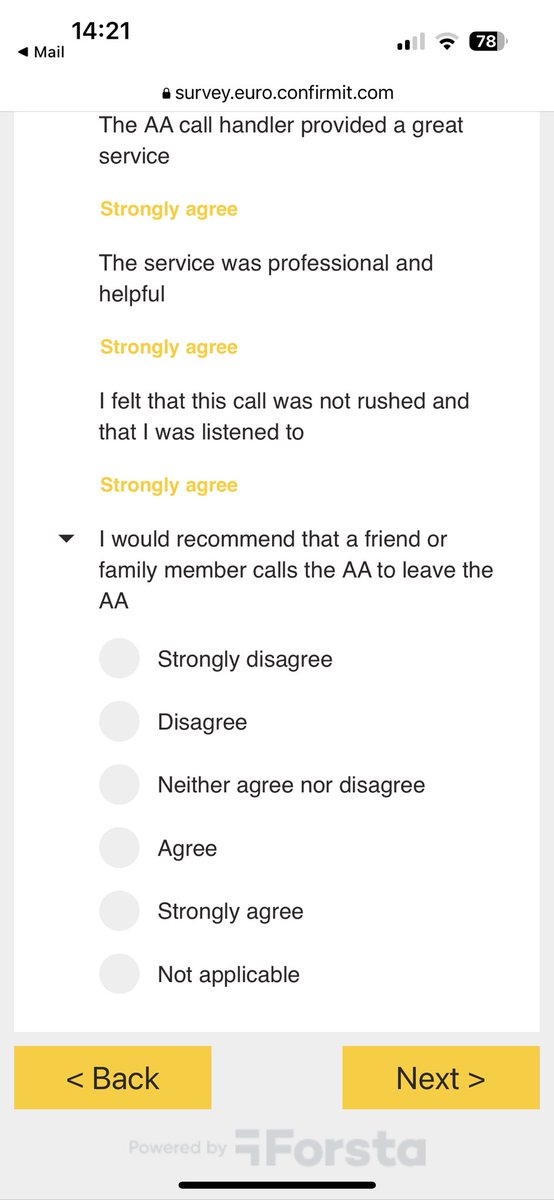 14:21
◀ Mail
78
survey.euro.confirmit.com
The AA call handler provided a great
service
Strongly agree
The service was professional and
helpful
Strongly agree
I felt that this call was not rushed and
that I was listened to
Strongly agree
I would recommend that a friend or
family member calls the AA to leave the
AA
Strongly disagree
Disagree
Neither agree nor disagree
Agree
Strongly agree
Not applicable
< Back
Next >
Powered by Forsta